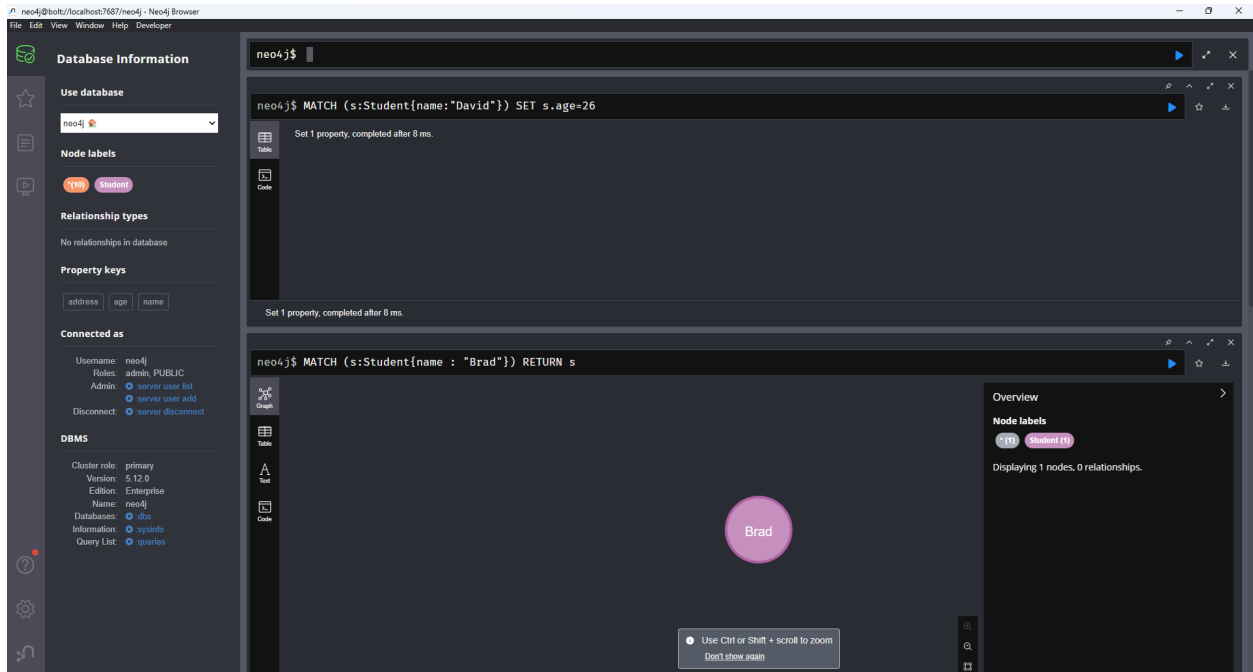 neo4j@bolt://localhost:7687/neo4j - Neo4j Browser
File Edit View Window Help Developer
Database Information
Use database
neo4j
Node labels
*(10) Student
Relationship types
No relationships in database
Property keys
address age name
Connected as
Username: neo4j
Roles: admin, PUBLIC
Admin: :server user list
:server user add
Disconnect: :server disconnect
DBMS
Cluster role: primary
Version: 5.12.0
Edition: Enterprise
Name: neo4j
Databases: :dbs
Information: :sysinfo
Query List: :queries
neo4j$
neo4j$ MATCH (s:Student{name:"David"}) SET s.age=26
Table
Code
Set 1 property, completed after 8 ms.
Set 1 property, completed after 8 ms.
neo4j$ MATCH (s:Student{name : "Brad"}) RETURN s
Graph
Table
A
Text
Code
Brad
Use Ctrl or Shift + scroll to zoom
Don't show again
Overview
Node labels
* (1) Student (1)
Displaying 1 nodes, 0 relationships.